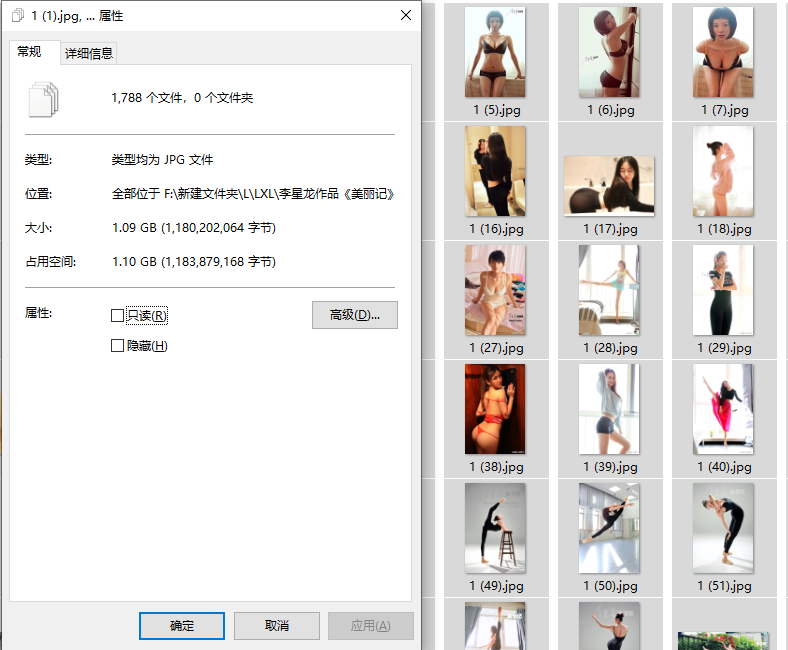 1 (1).jpg, ... 属性
常规
详细信息
1,788 个文件，0 个文件夹
类型:
类型均为 JPG 文件
位置:
全部位于 F:\新建文件夹\L\LXL\李星龙作品《美丽记》
大小:
1.09 GB (1,180,202,064 字节)
占用空间:
1.10 GB (1,183,879,168 字节)
属性:
只读(R)
高级(D)...
隐藏(H)
确定
取消
应用(A)
1 (5).jpg
1 (6).jpg
1 (7).jpg
1 (16).jpg
1 (17).jpg
1 (18).jpg
1 (27).jpg
1 (28).jpg
1 (29).jpg
1 (38).jpg
1 (39).jpg
1 (40).jpg
1 (49).jpg
1 (50).jpg
1 (51).jpg